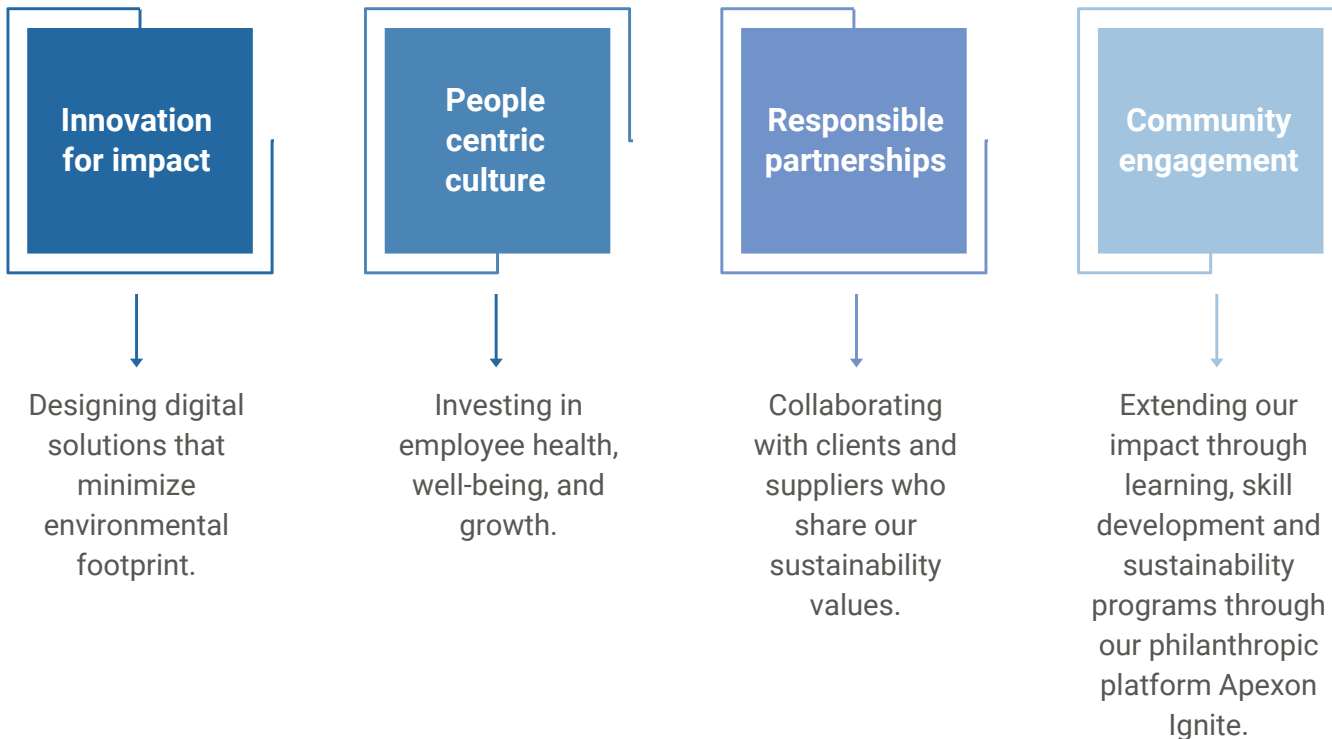 Innovation
for impact
Designing digital
solutions that
minimize
environmental
footprint.
People
centric
culture
Investing in
employee health,
well-being, and
growth.
Responsible
partnerships
Collaborating
with clients and
suppliers who
share our
sustainability
values.
Community
engagement
Extending our
impact through
learning, skill
development and
sustainability
programs through
our philanthropic
platform Apexon
Ignite.